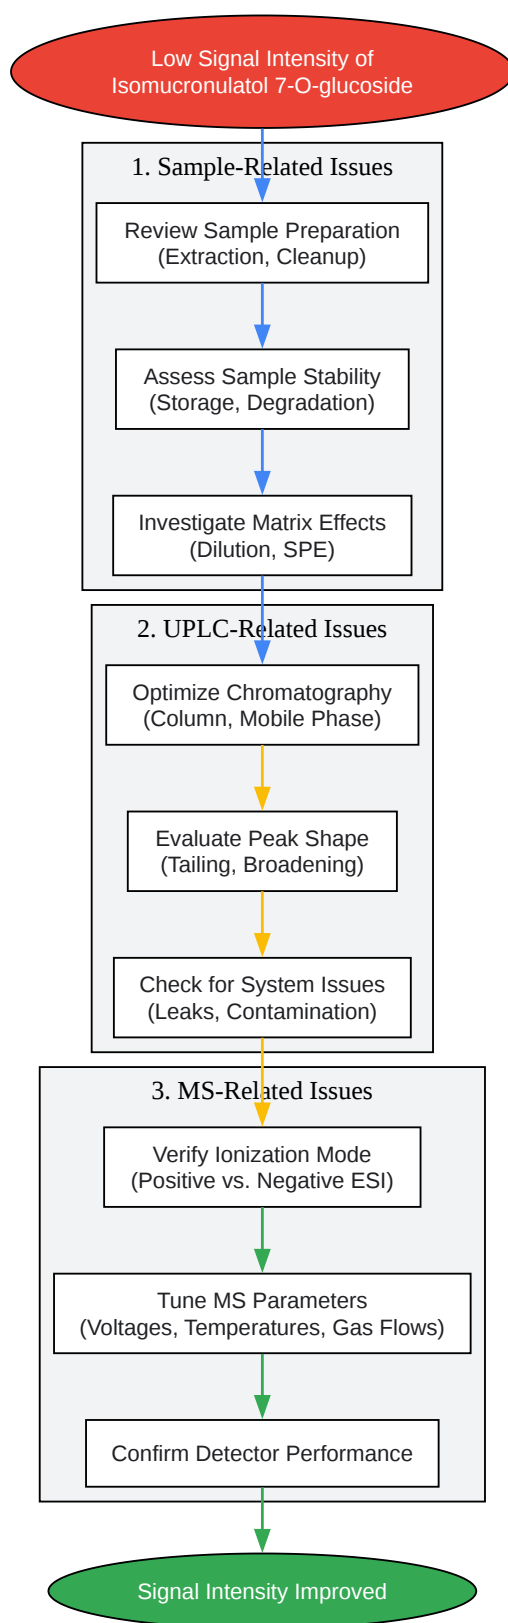 Low Signal Intensity of
Isomucronulatol 7-O-glucoside
1. Sample-Related Issues
Review Sample Preparation
(Extraction, Cleanup)
Assess Sample Stability
(Storage, Degradation)
Investigate Matrix Effects
(Dilution, SPE)
2. UPLC-Related Issues
Optimize Chromatography
(Column, Mobile Phase)
Evaluate Peak Shape
(Tailing, Broadening)
Check for System Issues
(Leaks, Contamination)
3. MS-Related Issues
Verify Ionization Mode
(Positive vs. Negative ESI)
Tune MS Parameters
(Voltages, Temperatures, Gas Flows)
Confirm Detector Performance
Signal Intensity Improved